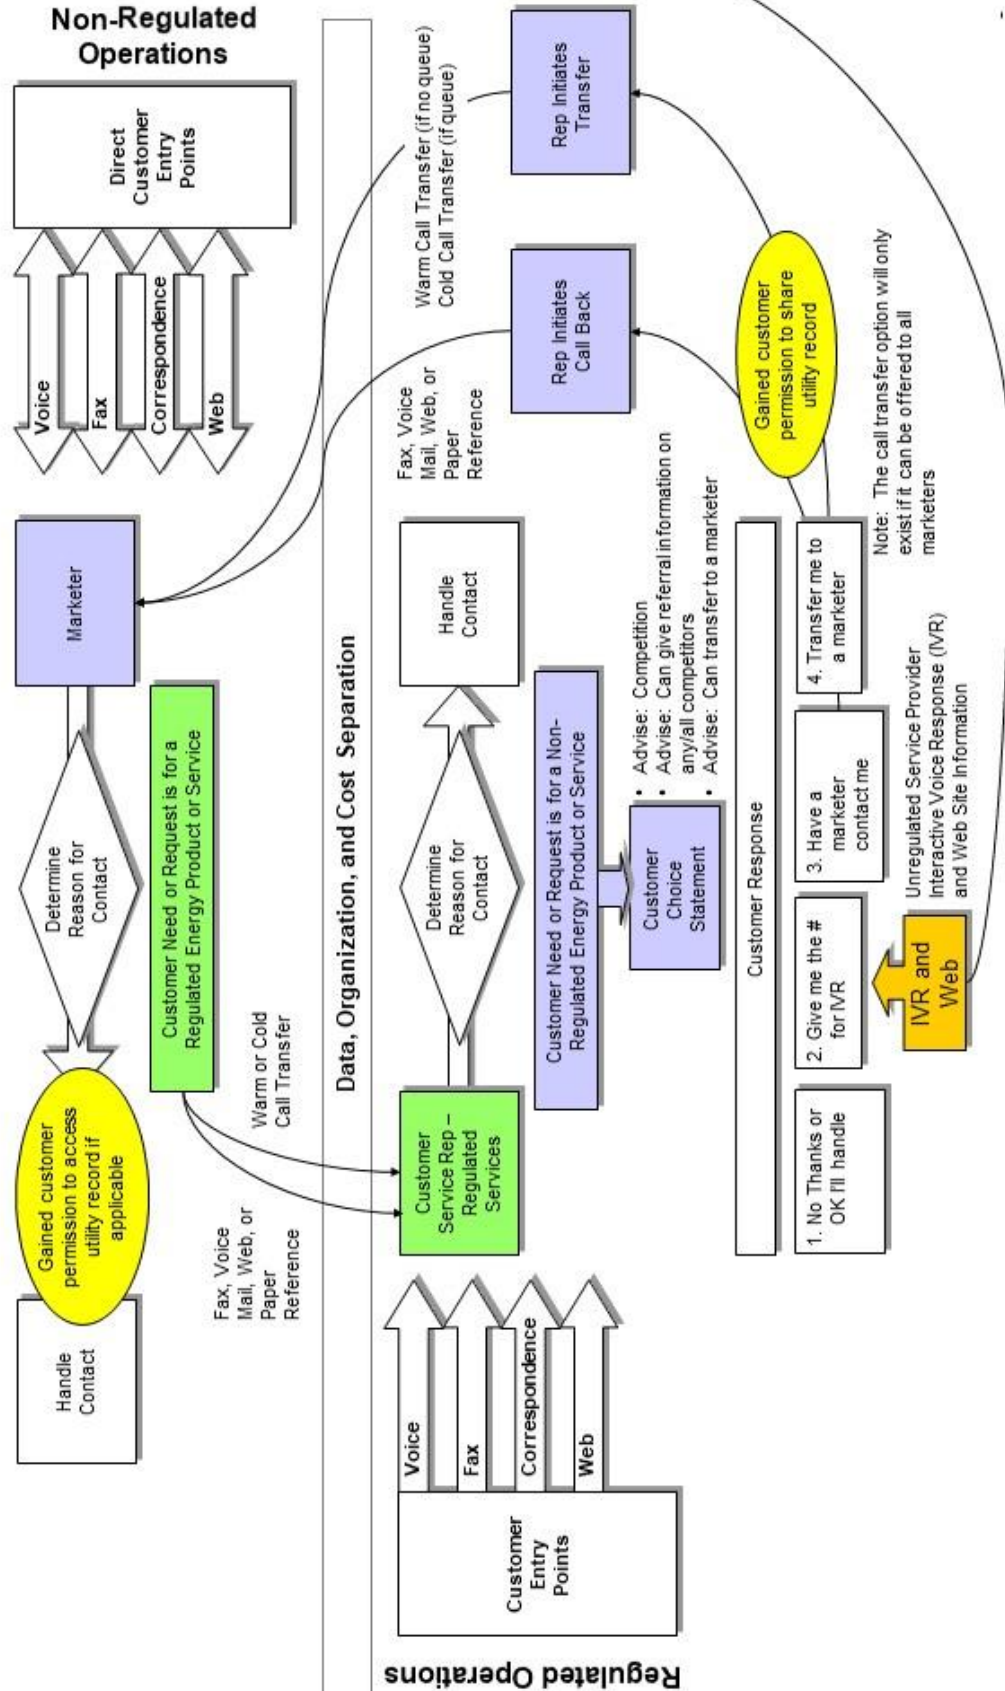 Non-Regulated
Operations
Handle
Contact
Gained customer
permission to access
utility record if
applicable
Determine
Reason for
Contact
Marketer
Voice
Fax
Correspondence
Web
Direct
Customer
Entry
Points
Customer Need or Request is for a
Regulated Energy Product or Service
Fax, Voice
Mail, Web, or
Paper
Reference
Warm or Cold
Call Transfer
Data, Organization, and Cost Separation
Regulated Operations
Customer
Entry
Points
Voice
Fax
Correspondence
Web
Customer
Service Rep –
Regulated
Services
Determine
Reason for
Contact
Handle
Contact
Fax, Voice
Mail, Web, or
Paper
Reference
Warm Call Transfer (if no queue)
Cold Call Transfer (if queue)
Customer Need or Request is for a Non-
Regulated Energy Product or Service
Rep Initiates
Call Back
Rep Initiates
Transfer
Customer
Choice
Statement
• Advise: Competition
• Advise: Can give referral information on
any/all competitors
• Advise: Can transfer to a marketer
Customer Response
Gained customer
permission to share
utility record
1. No Thanks or
OK I'll handle
2. Give me the #
for IVR
3. Have a
marketer
contact me
4. Transfer me to
a marketer
Note: The call transfer option will only
exist if it can be offered to all
marketers
IVR and
Web
Unregulated Service Provider
Interactive Voice Response (IVR)
and Web Site Information